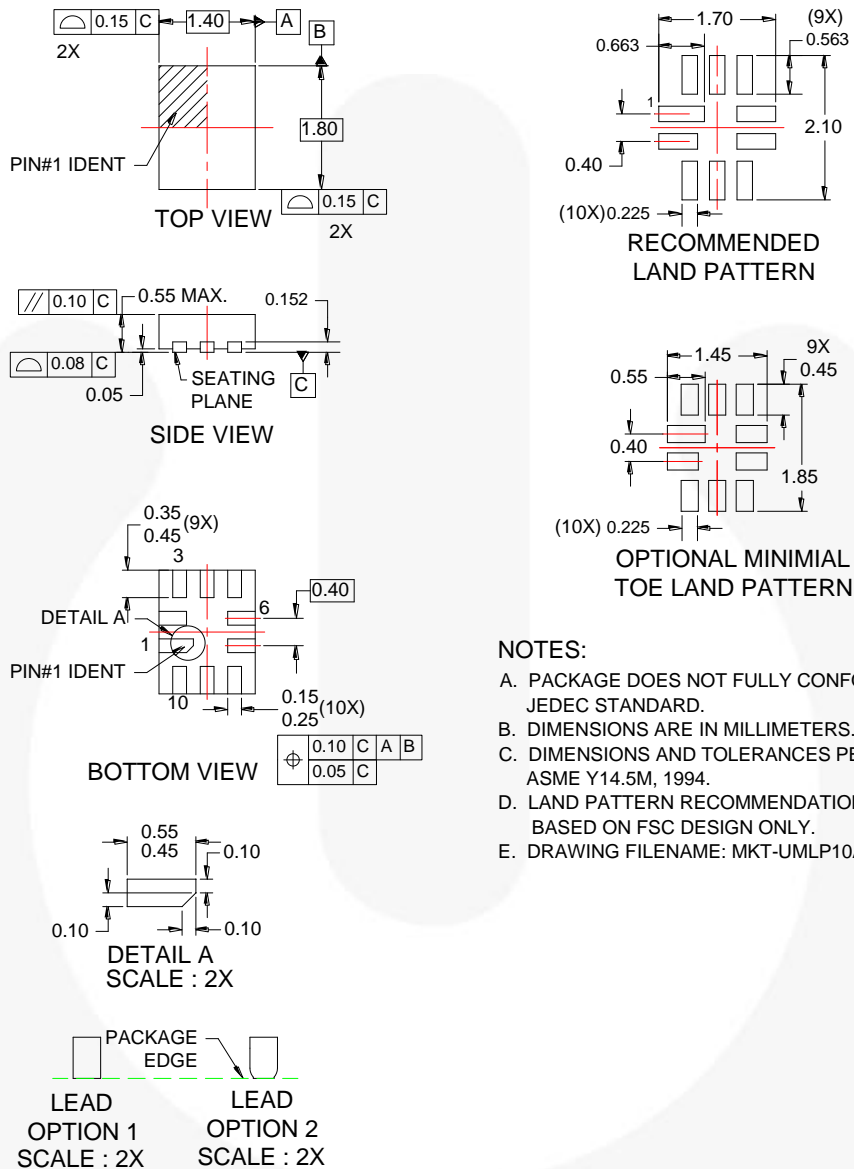 0.15 C
2X
1.40
A
B
1.80
PIN#1 IDENT
0.15 C
2X
TOP VIEW
1.70
(9X)
0.563
0.663
1
2.10
0.40
(10X) 0.225
RECOMMENDED
LAND PATTERN
// 0.10 C
0.55 MAX.
0.152
0.08 C
0.05
SEATING
PLANE
C
SIDE VIEW
1.45
9X
0.45
0.55
0.40
1.85
(10X) 0.225
OPTIONAL MINIMIAL
TOE LAND PATTERN
0.35
0.45 (9X)
3
0.40
DETAIL A
6
1
PIN#1 IDENT
10
0.15
0.25 (10X)
0.10 C A B
0.05 C
BOTTOM VIEW
NOTES:
A. PACKAGE DOES NOT FULLY
JEDEC STANDARD.
B. DIMENSIONS ARE IN MILLIMETERS.
C. DIMENSIONS AND TOLERANCES
ASME Y14.5M, 1994.
D. LAND PATTERN
BASED ON FSC DESIGN ONLY.
E. DRAWING FILENAME:
0.55
0.45
0.10
0.10
0.10
DETAIL A
SCALE : 2X
PACKAGE
EDGE
LEAD
OPTION 1
SCALE : 2X
LEAD
OPTION 2
SCALE : 2X